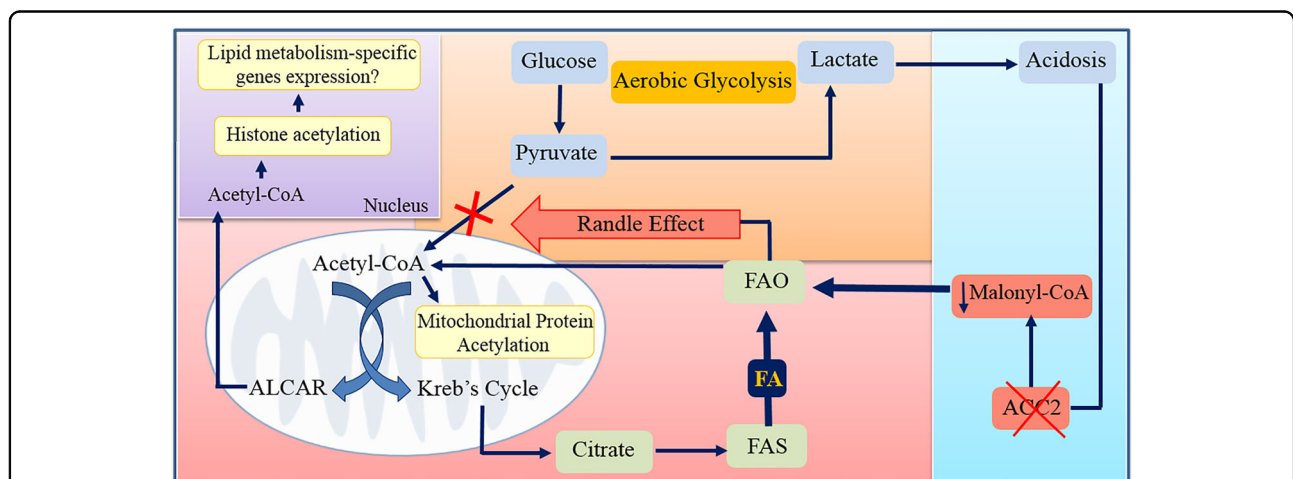 Lipid metabolism-specific
genes expression?
Histone acetylation
Acetyl-CoA
Nucleus
Glucose
Aerobic Glycolysis
Lactate
Acidosis
Pyruvate
Randle Effect
Acetyl-CoA
FAO
Malonyl-CoA
Mitochondrial Protein
Acetylation
ALCAR
Kreb's Cycle
FA
ACC2
Citrate
FAS